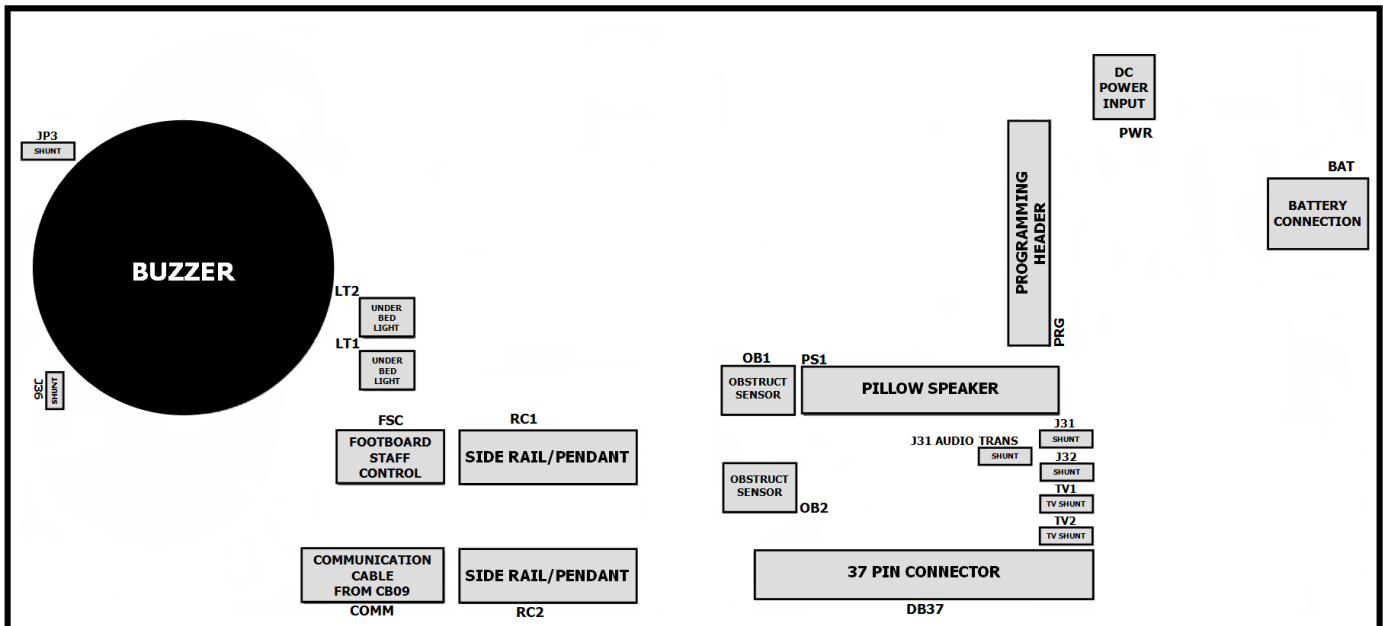 DC
POWER
INPUT
PWR
JP3
SHUNT
BUZZER
PROGRAMMING
HEADER
PRG
BAT
BATTERY
CONNECTION
LT2
UNDER
BED
LIGHT
LT1
UNDER
BED
LIGHT
J36
SHUNT
OB1
OBSTRUCT
SENSOR
PS1
PILLOW SPEAKER
FSC
FOOTBOARD
STAFF
CONTROL
RC1
SIDE RAIL/PENDANT
J31 AUDIO TRANS
SHUNT
J31
SHUNT
J32
SHUNT
OBSTRUCT
SENSOR
OB2
TV1
TV SHUNT
TV2
TV SHUNT
COMMUNICATION
CABLE
FROM CB09
COMM
SIDE RAIL/PENDANT
RC2
37 PIN CONNECTOR
DB37